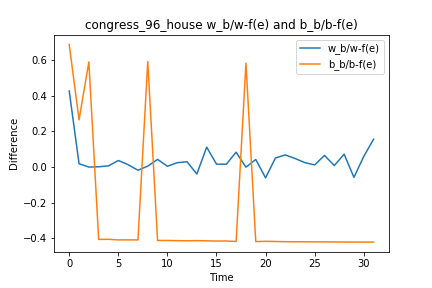 congress_96_house w_b/w-f(e) and b_b/b-f(e)
w_b/w-f(e)
b_b/b-f(e)
Difference
0.6
0.4
0.2
0.0
−0.2
−0.4
0 5 10 15 20 25 30
Time